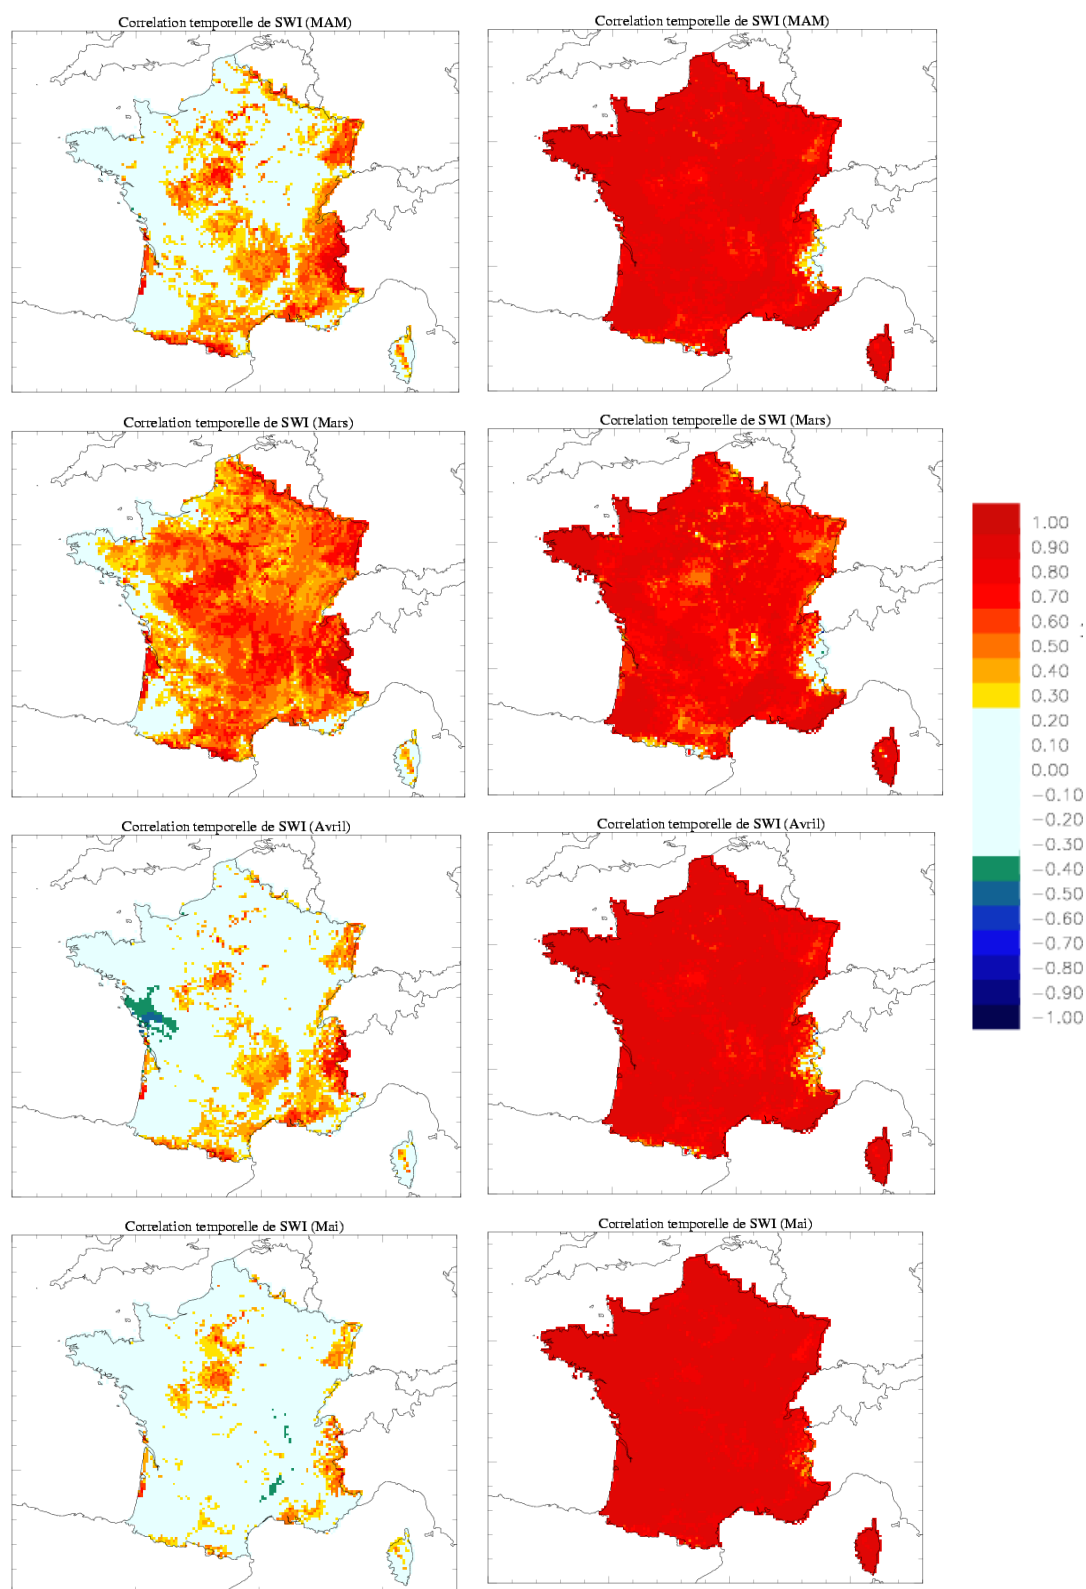 Correlation temporelle de SWI (MAM)
Correlation temporelle de SWI (MAM)
Correlation temporelle de SWI (Mars)
Correlation temporelle de SWI (Mars)
1.00
0.90
0.80
0.70
0.60
0.50
0.40
0.30
0.20
0.10
0.00
−0.10
−0.20
−0.30
−0.40
−0.50
−0.60
−0.70
−0.80
−0.90
−1.00
Correlation temporelle de SWI (Avril)
Correlation temporelle de SWI (Avril)
Correlation temporelle de SWI (Mai)
Correlation temporelle de SWI (Mai)